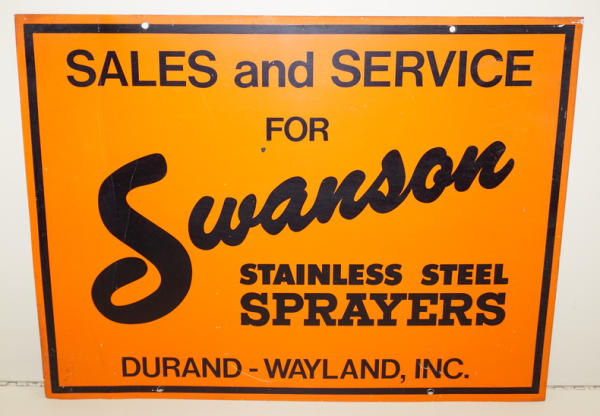 SALES and SERVICE
FOR
Swanson
STAINLESS STEEL
SPRAYERS
DURAND - WAYLAND, INC.